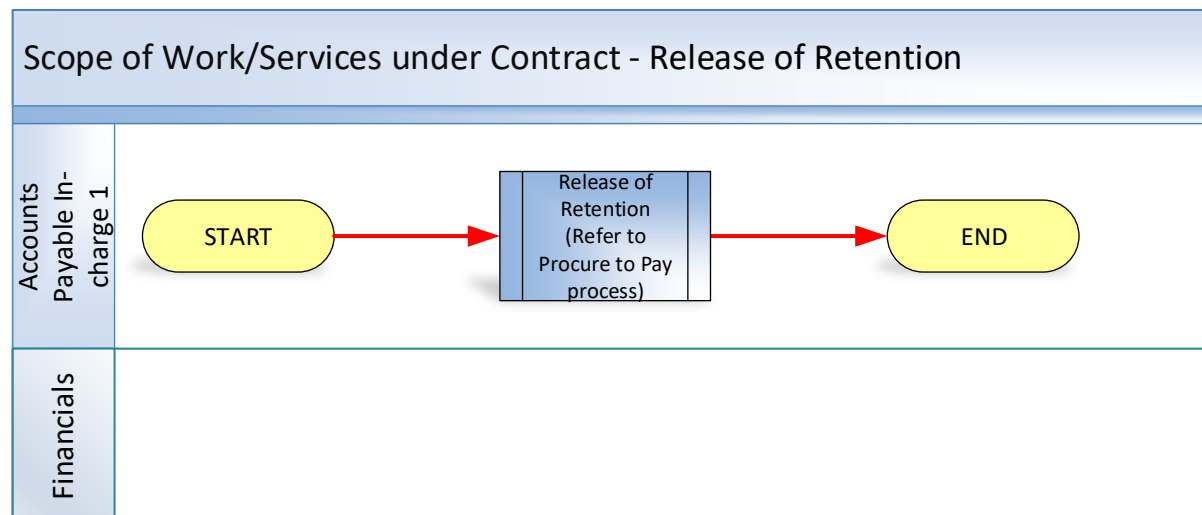 Scope of Work/Services under Contract - Release of Retention
Accounts
Payable In-
charge 1
START
Release of
Retention
(Refer to
Procure to Pay
process)
END
Financials